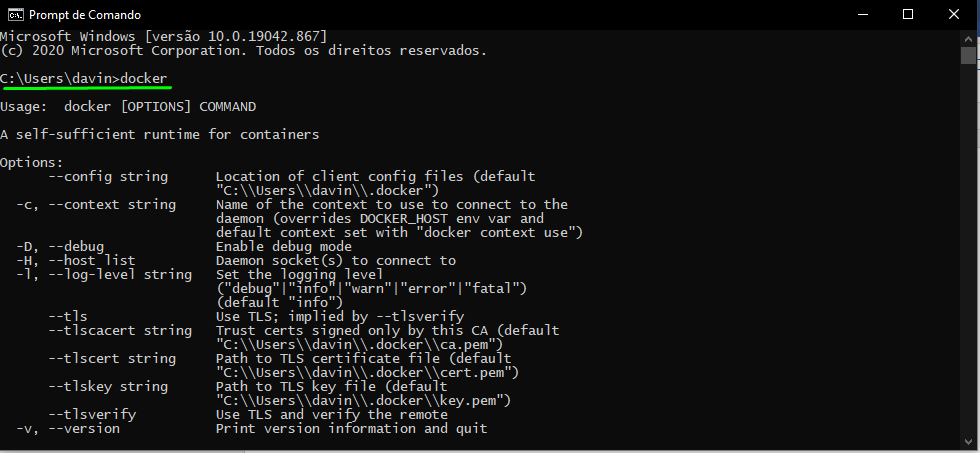 Prompt de Comando
Microsoft Windows [versão 10.0.19042.867]
(c) 2020 Microsoft Corporation. Todos os direitos reservados.
C:\Users\davin>docker
Usage:  docker [OPTIONS] COMMAND
A self-sufficient runtime for containers
Options:
      --config string      Location of client config files (default
                           "C:\\Users\\davin\\.docker")
  -c, --context string     Name of the context to use to connect to the
                           daemon (overrides DOCKER_HOST env var and
                           default context set with "docker context use")
  -D, --debug              Enable debug mode
  -H, --host list          Daemon socket(s) to connect to
  -l, --log-level string   Set the logging level
                           ("debug"|"info"|"warn"|"error"|"fatal")
                           (default "info")
      --tls                Use TLS; implied by --tlsverify
      --tlscacert string   Trust certs signed only by this CA (default
                           "C:\\Users\\davin\\.docker\\ca.pem")
      --tlscert string     Path to TLS certificate file (default
                           "C:\\Users\\davin\\.docker\\cert.pem")
      --tlskey string      Path to TLS key file (default
                           "C:\\Users\\davin\\.docker\\key.pem")
      --tlsverify          Use TLS and verify the remote
  -v, --version            Print version information and quit